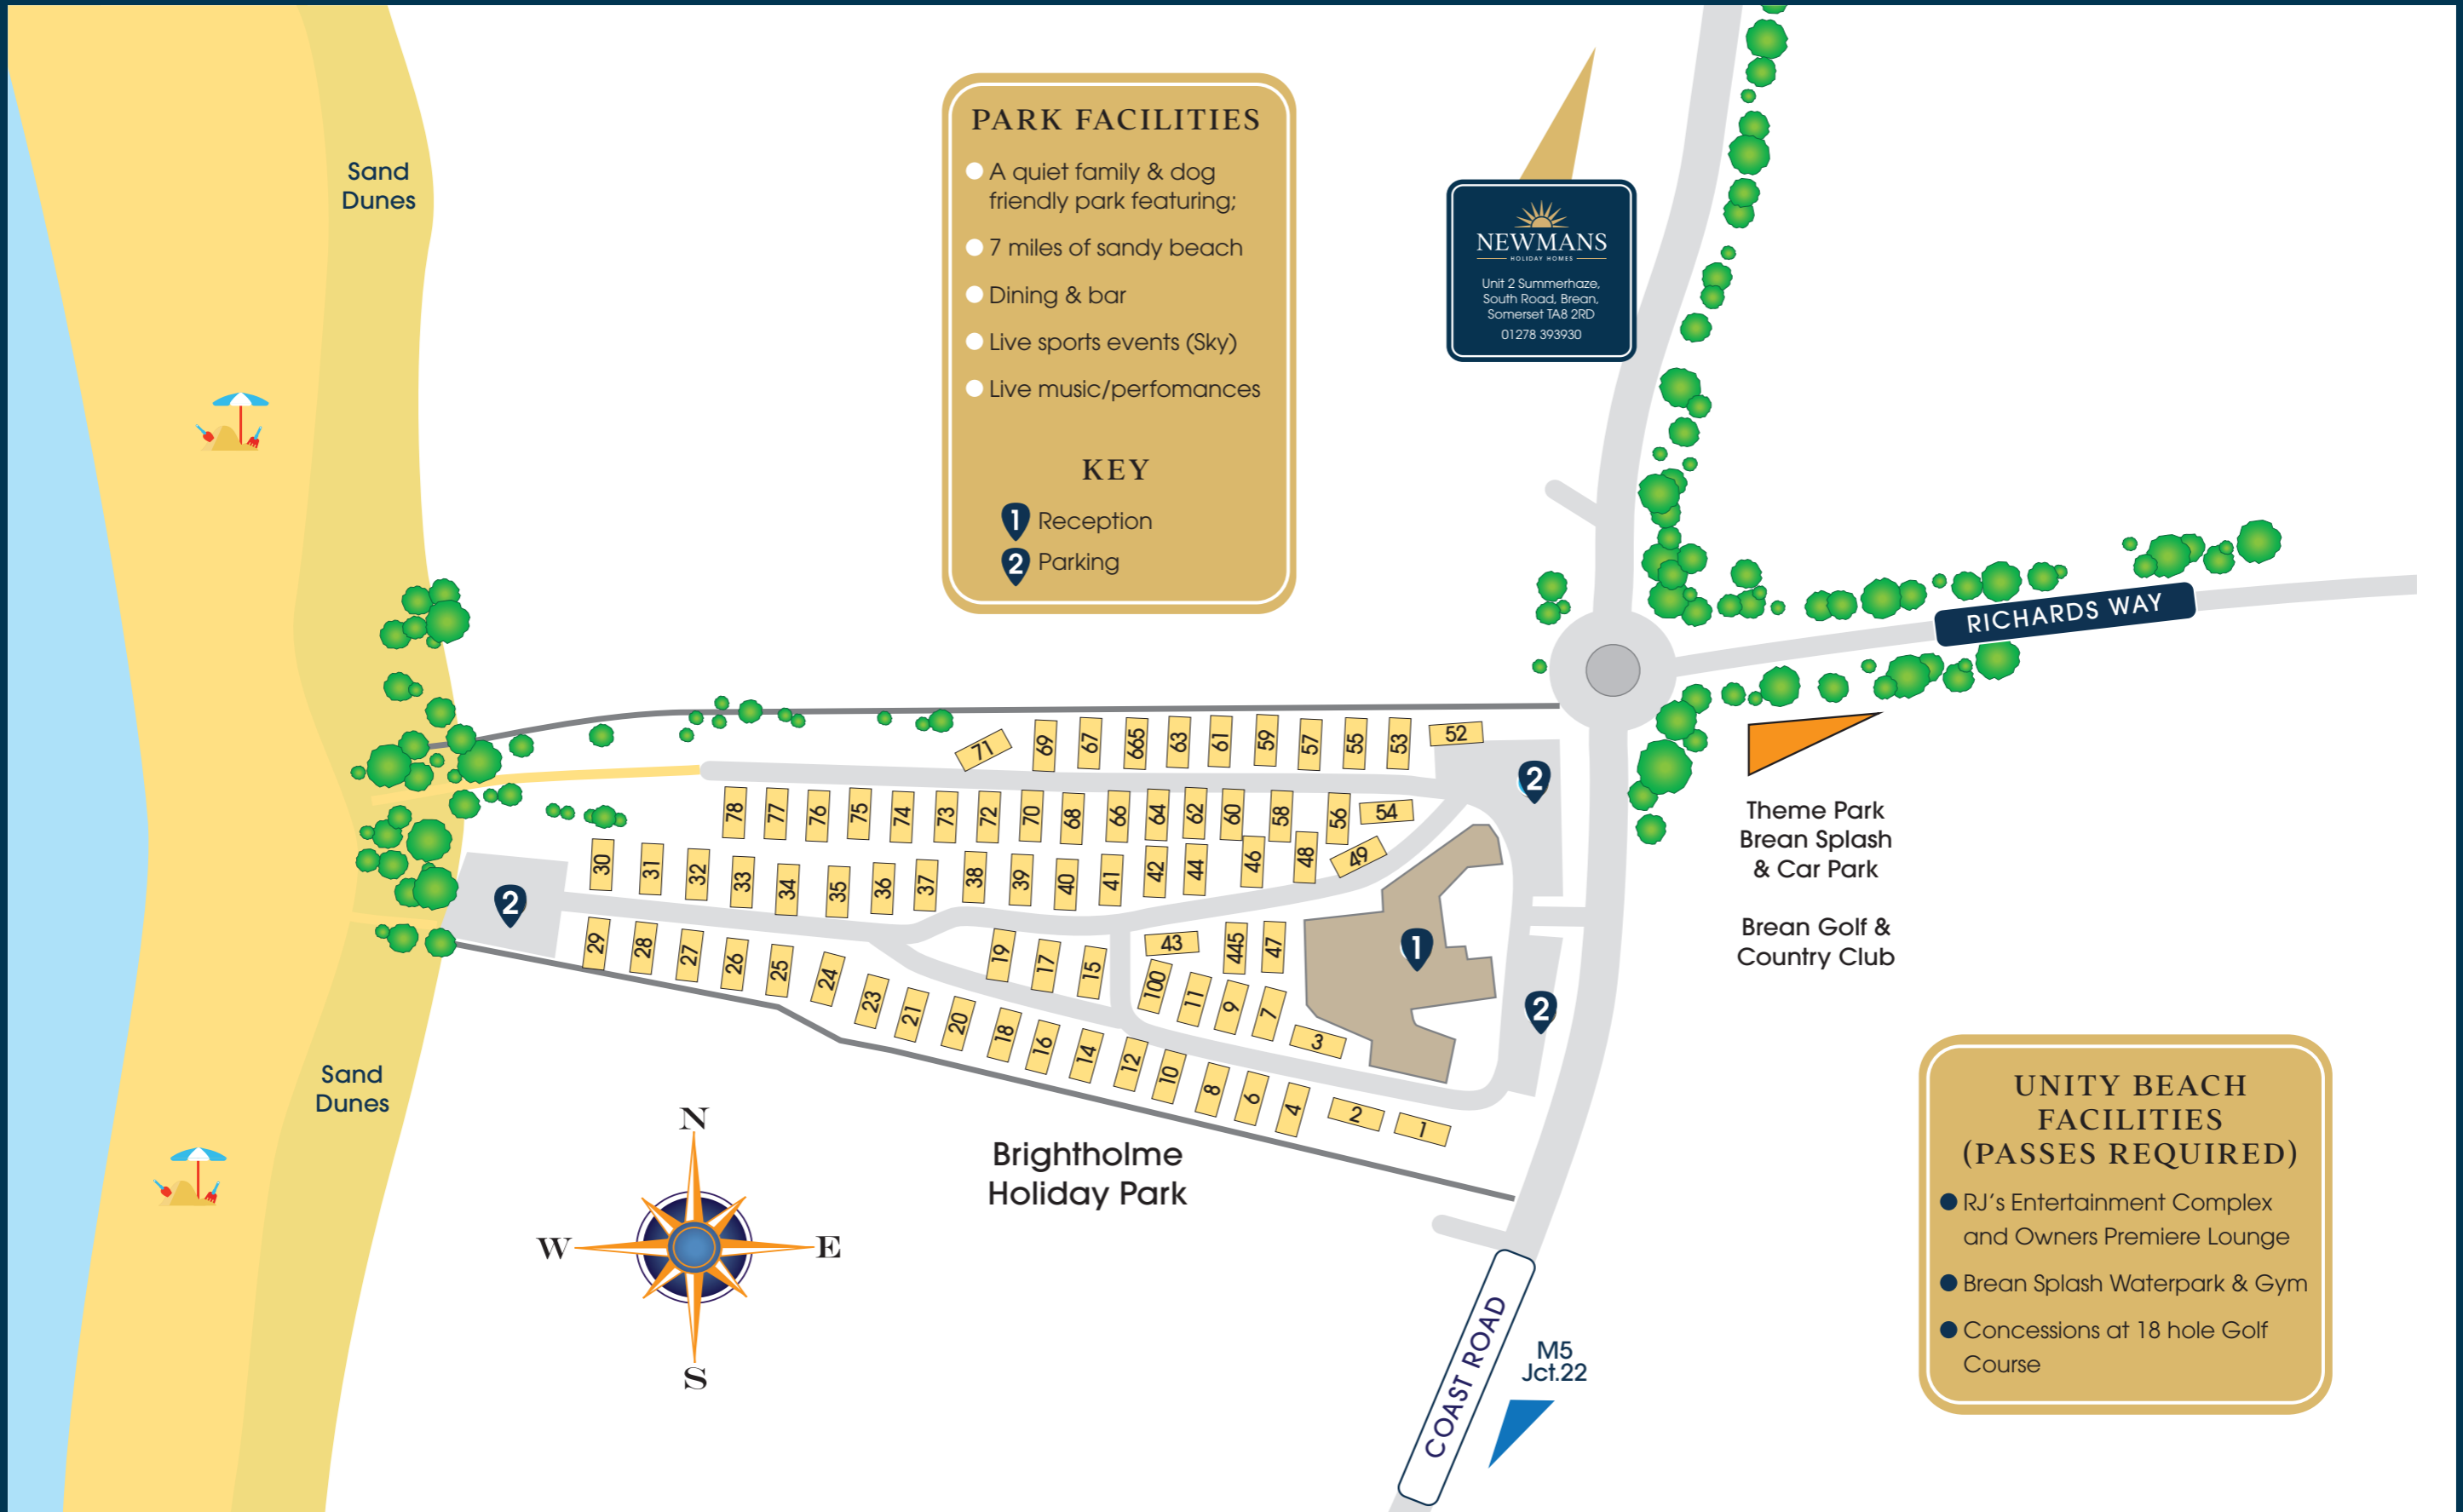 PARK FACILITIES
A quiet family & dog
friendly park featuring;
7 miles of sandy beach
Dining & bar
Live sports events (Sky)
Live music/perfomances
KEY
1 Reception
2 Parking
Sand
Dunes
NEWMANS
HOLIDAY HOMES
Unit 2 Summerhaze,
South Road, Brean,
Somerset TA8 2RD
01278 393930
RICHARDS WAY
71 69 67 665 63 61 59 57 55 53 52
2
78 77 76 75 74 73 72 70 68 66 64 62 60 58 56 54
30 31 32 33 34 35 36 37 38 39 40 41 42 44 46 48 49
2
29 28 27 26 25 24 23 21 20 18 16 14 12 10 8 6 4 2 1
19 17 15 43 445 47
100 11 9 7 3
1
2
Theme Park
Brean Splash
& Car Park
Brean Golf &
Country Club
Sand
Dunes
N
W
E
S
Brightholme
Holiday Park
UNITY BEACH
FACILITIES
(PASSES REQUIRED)
RJ's Entertainment Complex
and Owners Premiere Lounge
Brean Splash Waterpark & Gym
Concessions at 18 hole Golf
Course
COAST ROAD
M5
Jct.22